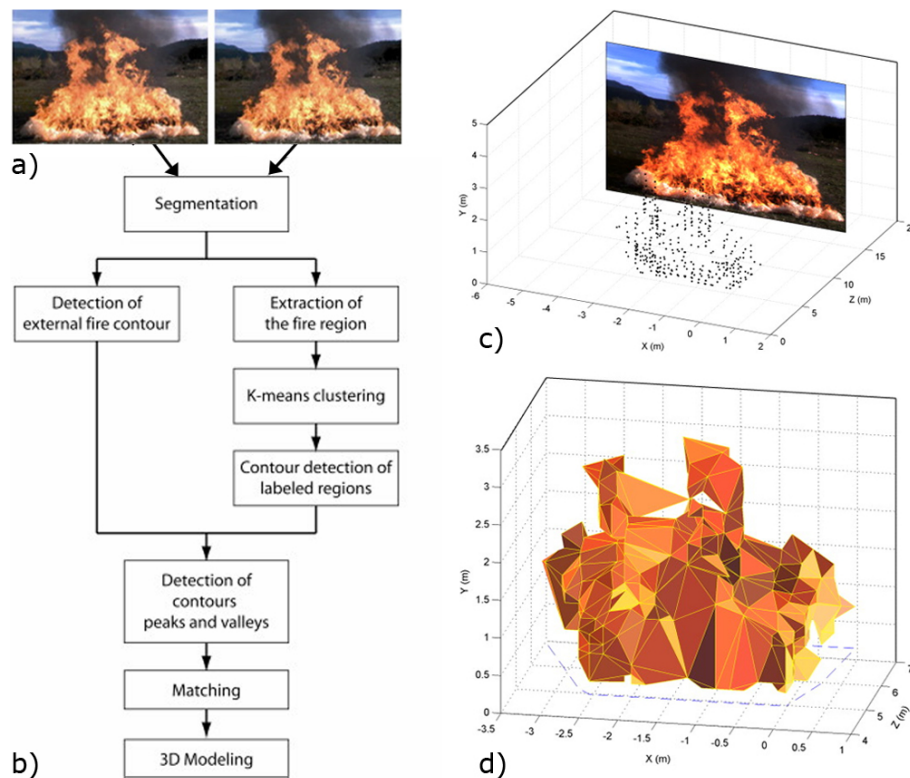 a)
Segmentation
Detection of
external fire contour
Extraction of
the fire region
K-means clustering
Contour detection of
labeled regions
Detection of
contours
peaks and valleys
Matching
3D Modeling
b)
5
4
3
2
1
0
Y (m)
-6
-5
-4
-3
-2
-1
0
1
2
X (m)
0
5
10
15
Z (m)
c)
3.5
3
2.5
2
1.5
1
0.5
0
Y (m)
-3.5
-3
-2.5
-2
-1.5
-1
-0.5
0
0.5
1
X (m)
4
5
6
Z (m)
d)